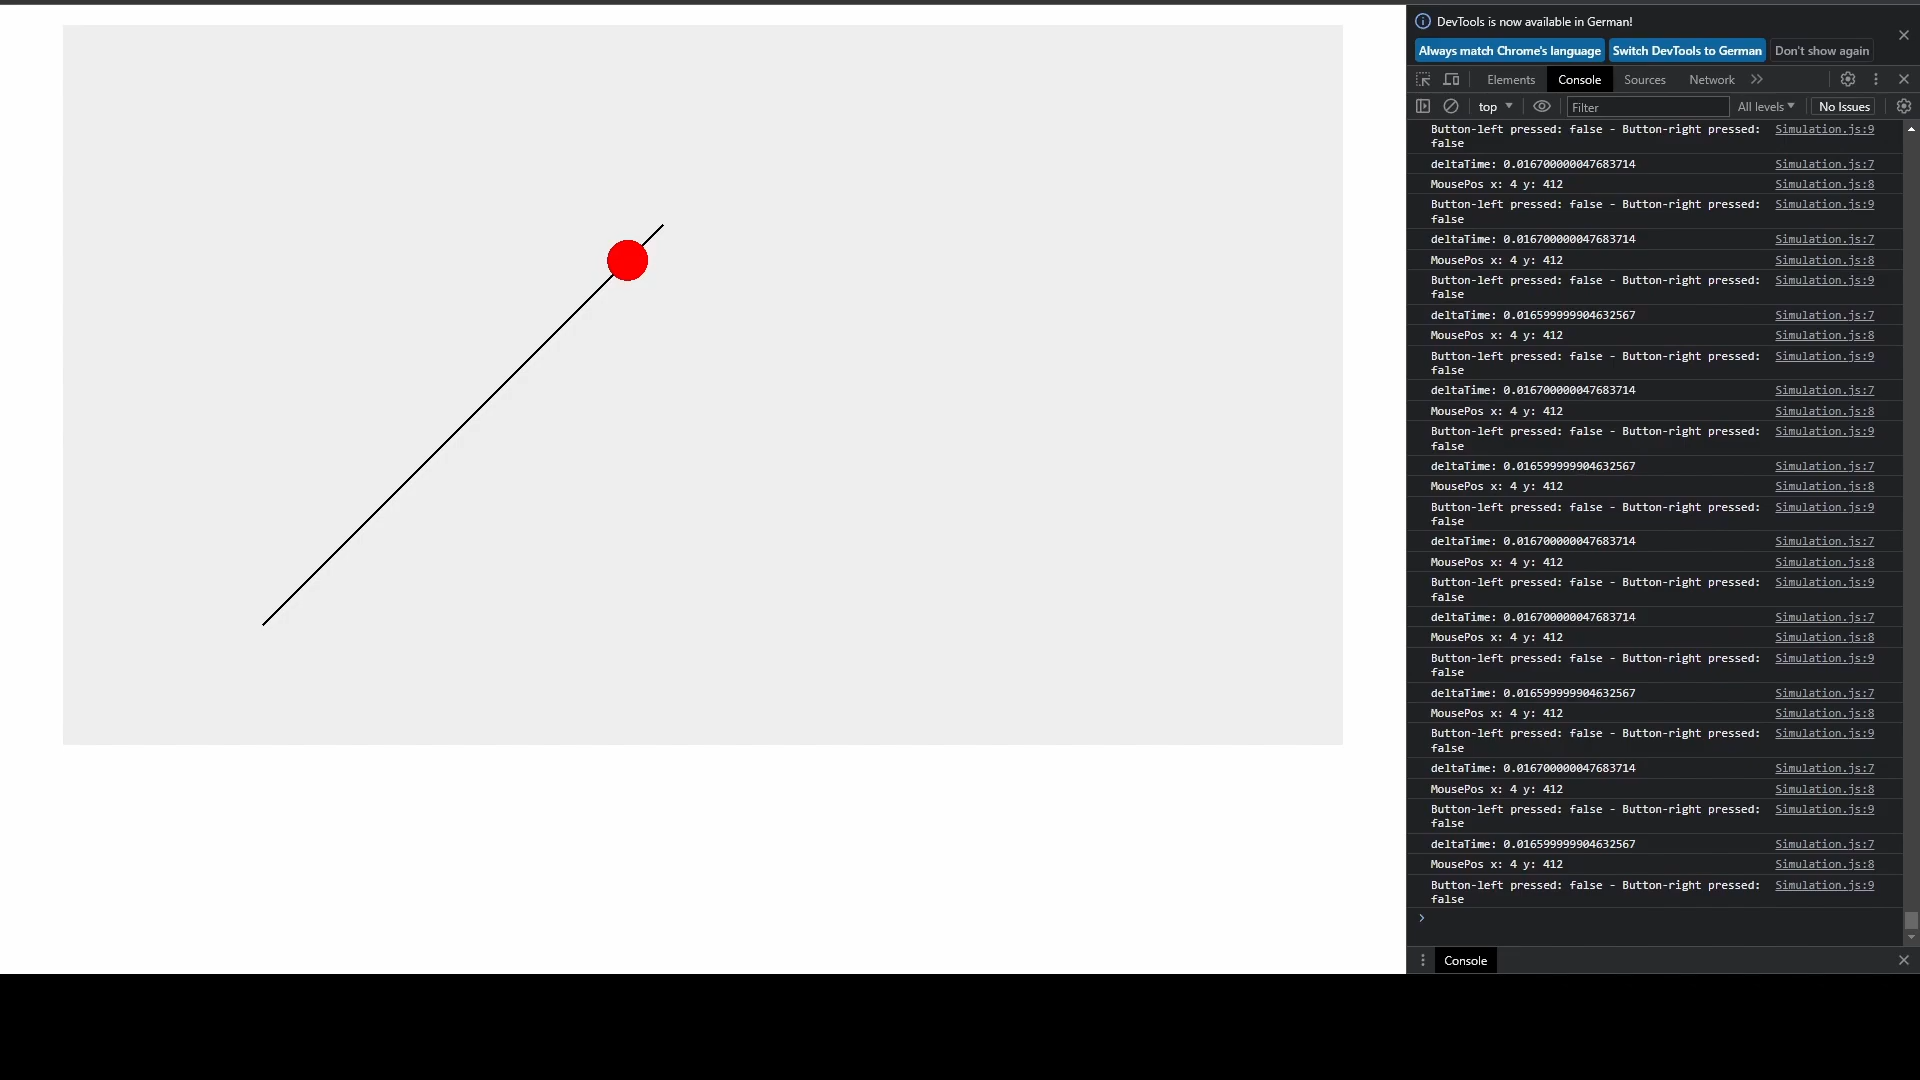 DevTools is now available in German!
Always match Chrome's language Switch DevTools to German Don't show again
Elements Console Sources Network
top Filter All levels No Issues
Button-left pressed: false - Button-right pressed: Simulation.js:9
false
deltaTime: 0.016700000047683714 Simulation.js:7
MousePos x: 4 y: 412 Simulation.js:8
Button-left pressed: false - Button-right pressed: Simulation.js:9
false
deltaTime: 0.016700000047683714 Simulation.js:7
MousePos x: 4 y: 412 Simulation.js:8
Button-left pressed: false - Button-right pressed: Simulation.js:9
false
deltaTime: 0.016599999904632567 Simulation.js:7
MousePos x: 4 y: 412 Simulation.js:8
Button-left pressed: false - Button-right pressed: Simulation.js:9
false
deltaTime: 0.016700000047683714 Simulation.js:7
MousePos x: 4 y: 412 Simulation.js:8
Button-left pressed: false - Button-right pressed: Simulation.js:9
false
deltaTime: 0.016599999904632567 Simulation.js:7
MousePos x: 4 y: 412 Simulation.js:8
Button-left pressed: false - Button-right pressed: Simulation.js:9
false
deltaTime: 0.016700000047683714 Simulation.js:7
MousePos x: 4 y: 412 Simulation.js:8
Button-left pressed: false - Button-right pressed: Simulation.js:9
false
deltaTime: 0.016700000047683714 Simulation.js:7
MousePos x: 4 y: 412 Simulation.js:8
Button-left pressed: false - Button-right pressed: Simulation.js:9
false
deltaTime: 0.016599999904632567 Simulation.js:7
MousePos x: 4 y: 412 Simulation.js:8
Button-left pressed: false - Button-right pressed: Simulation.js:9
false
deltaTime: 0.016700000047683714 Simulation.js:7
MousePos x: 4 y: 412 Simulation.js:8
Button-left pressed: false - Button-right pressed: Simulation.js:9
false
deltaTime: 0.016599999904632567 Simulation.js:7
MousePos x: 4 y: 412 Simulation.js:8
Button-left pressed: false - Button-right pressed: Simulation.js:9
false
Console